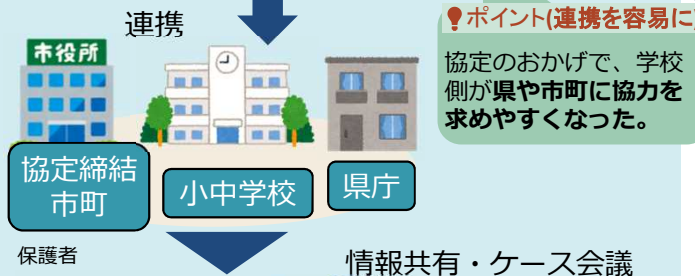 連携
市役所
ポイント(連携を容易に
協定のおかげで、学校
側が県や市町に協力を
求めやすくなった。
協定締結
市町
小中学校
県庁
保護者
情報共有・ケース会議